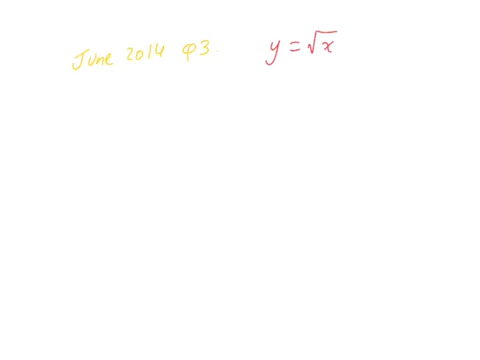 June 2014 Q3. y = √x